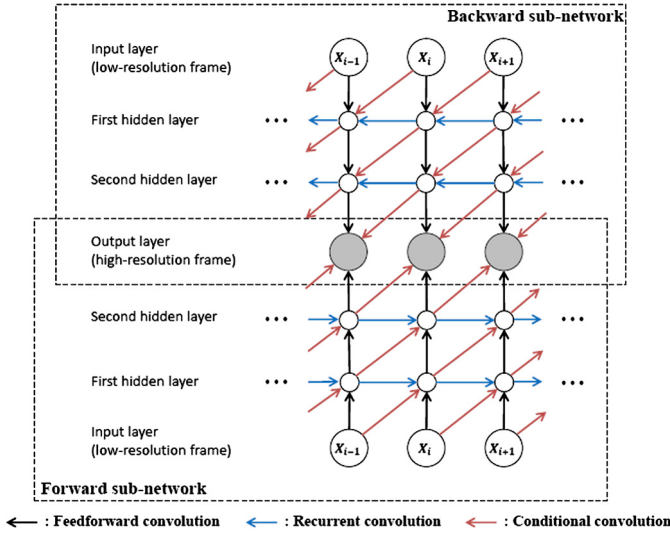 Backward sub-network
Input layer
(low-resolution frame)
X_{i-1} X_i X_{i+1}
First hidden layer
••• •••
Second hidden layer
••• •••
Output layer
(high-resolution frame)
Second hidden layer
••• •••
First hidden layer
••• •••
Input layer
(low-resolution frame)
X_{i-1} X_i X_{i+1}
Forward sub-network
: Feedforward convolution : Recurrent convolution : Conditional convolution